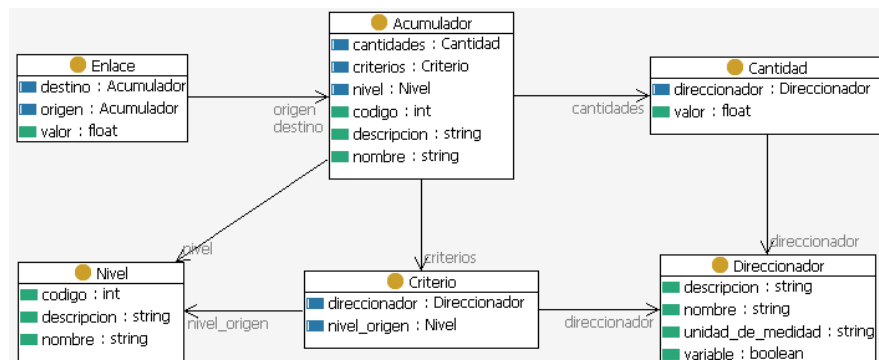 Acumulador
cantidades : Cantidad
criterios : Criterio
nivel : Nivel
codigo : int
descripcion : string
nombre : string
Enlace
destino : Acumulador
origen : Acumulador
valor : float
Cantidad
direccionador : Direccionador
valor : float
origen
destino
cantidades
nivel
criterios
direccionador
Nivel
codigo : int
descripcion : string
nombre : string
nivel_origen
Criterio
direccionador : Direccionador
nivel_origen : Nivel
direccionador
Direccionador
descripcion : string
nombre : string
unidad_de_medidad : string
variable : boolean